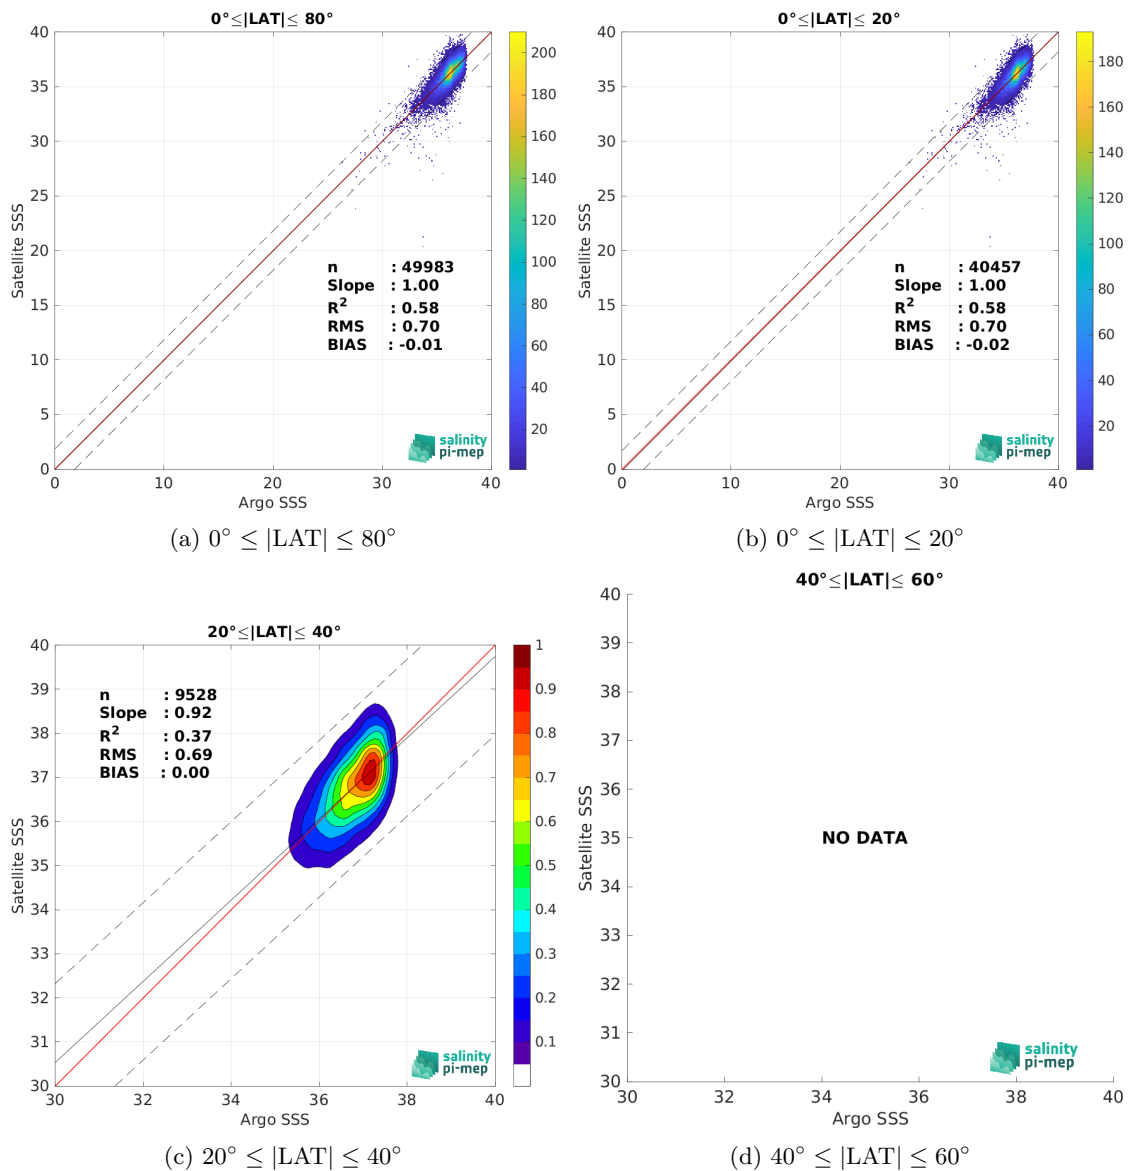 0°≤|LAT|≤ 80°
40
35
30
25
20
15
10
5
0
Satellite SSS
n : 49983
Slope : 1.00
R² : 0.58
RMS : 0.70
BIAS : -0.01
salinity
pi-mep
0 10 20 30 40
Argo SSS
200
180
160
140
120
100
80
60
40
20
(a) 0° ≤ |LAT| ≤ 80°
0°≤|LAT|≤ 20°
40
35
30
25
20
15
10
5
0
Satellite SSS
n : 40457
Slope : 1.00
R² : 0.58
RMS : 0.70
BIAS : -0.02
salinity
pi-mep
0 10 20 30 40
Argo SSS
180
160
140
120
100
80
60
40
20
(b) 0° ≤ |LAT| ≤ 20°
20°≤|LAT|≤ 40°
40
39
38
37
36
35
34
33
32
31
30
Satellite SSS
n : 9528
Slope : 0.92
R² : 0.37
RMS : 0.69
BIAS : 0.00
salinity
pi-mep
30 32 34 36 38 40
Argo SSS
1
0.9
0.8
0.7
0.6
0.5
0.4
0.3
0.2
0.1
(c) 20° ≤ |LAT| ≤ 40°
40°≤|LAT|≤ 60°
40
39
38
37
36
35
34
33
32
31
30
Satellite SSS
NO DATA
salinity
pi-mep
30 32 34 36 38 40
Argo SSS
(d) 40° ≤ |LAT| ≤ 60°